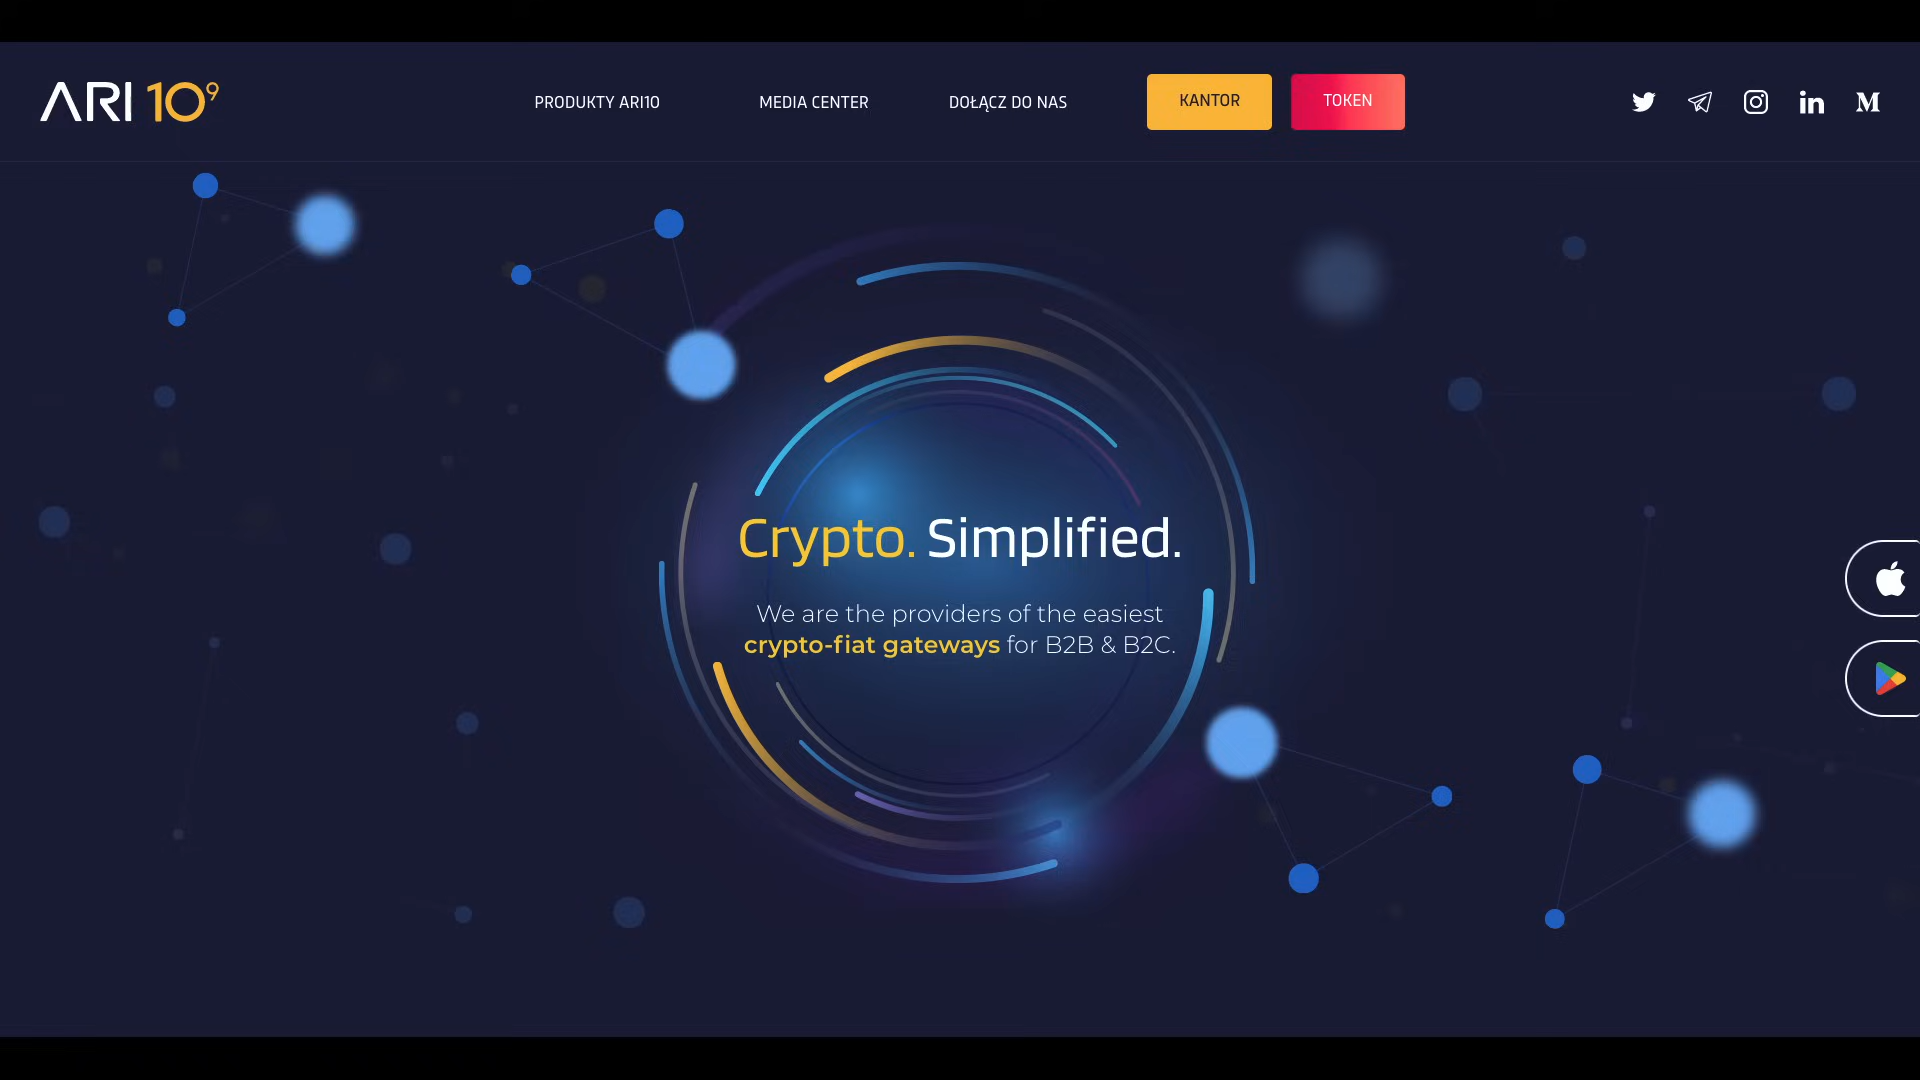 ARI 10⁹
PRODUKTY ARI10
MEDIA CENTER
DOŁĄCZ DO NAS
KANTOR
TOKEN
Crypto. Simplified.
We are the providers of the easiest
crypto-fiat gateways for B2B & B2C.